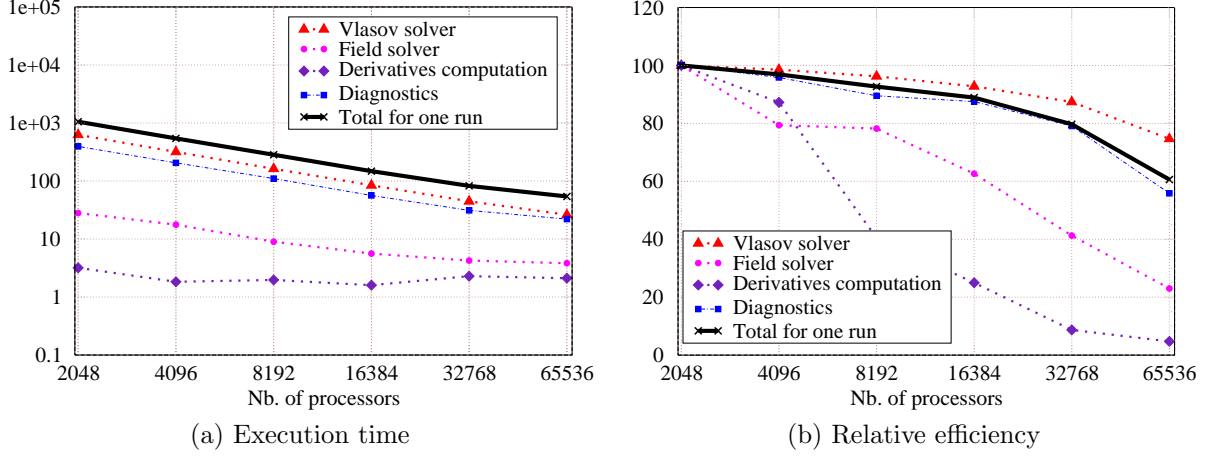 1e+05
1e+04
1e+03
100
10
1
0.1
Vlasov solver
Field solver
Derivatives computation
Diagnostics
Total for one run
2048 4096 8192 16384 32768 65536
Nb. of processors
(a) Execution time
120
100
80
60
40
20
0
Vlasov solver
Field solver
Derivatives computation
Diagnostics
Total for one run
2048 4096 8192 16384 32768 65536
Nb. of processors
(b) Relative efficiency